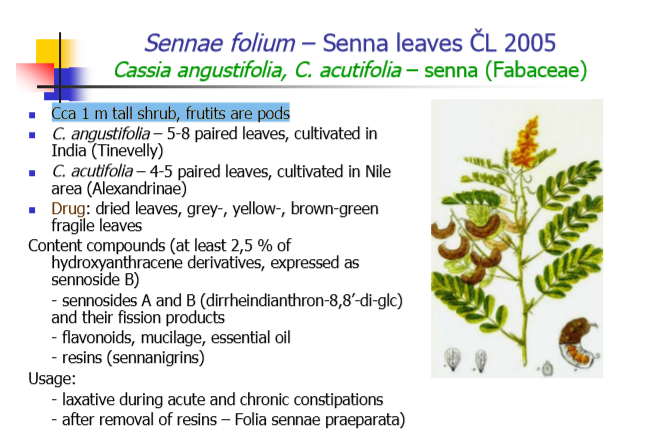 Sennae folium – Senna leaves ČL 2005
Cassia angustifolia, C. acutifolia – senna (Fabaceae)
Cca 1 m tall shrub, frutits are pods
C. angustifolia – 5-8 paired leaves, cultivated in
India (Tinevelly)
C. acutifolia – 4-5 paired leaves, cultivated in Nile
area (Alexandrinae)
Drug: dried leaves, grey-, yellow-, brown-green
fragile leaves
Content compounds (at least 2,5 % of
hydroxyanthracene derivatives, expressed as
sennoside B)
- sennosides A and B (dirrheindianthron-8,8′-di-glc)
and their fission products
- flavonoids, mucilage, essential oil
- resins (sennanigrins)
Usage:
- laxative during acute and chronic constipations
- after removal of resins – Folia sennae praeparata)